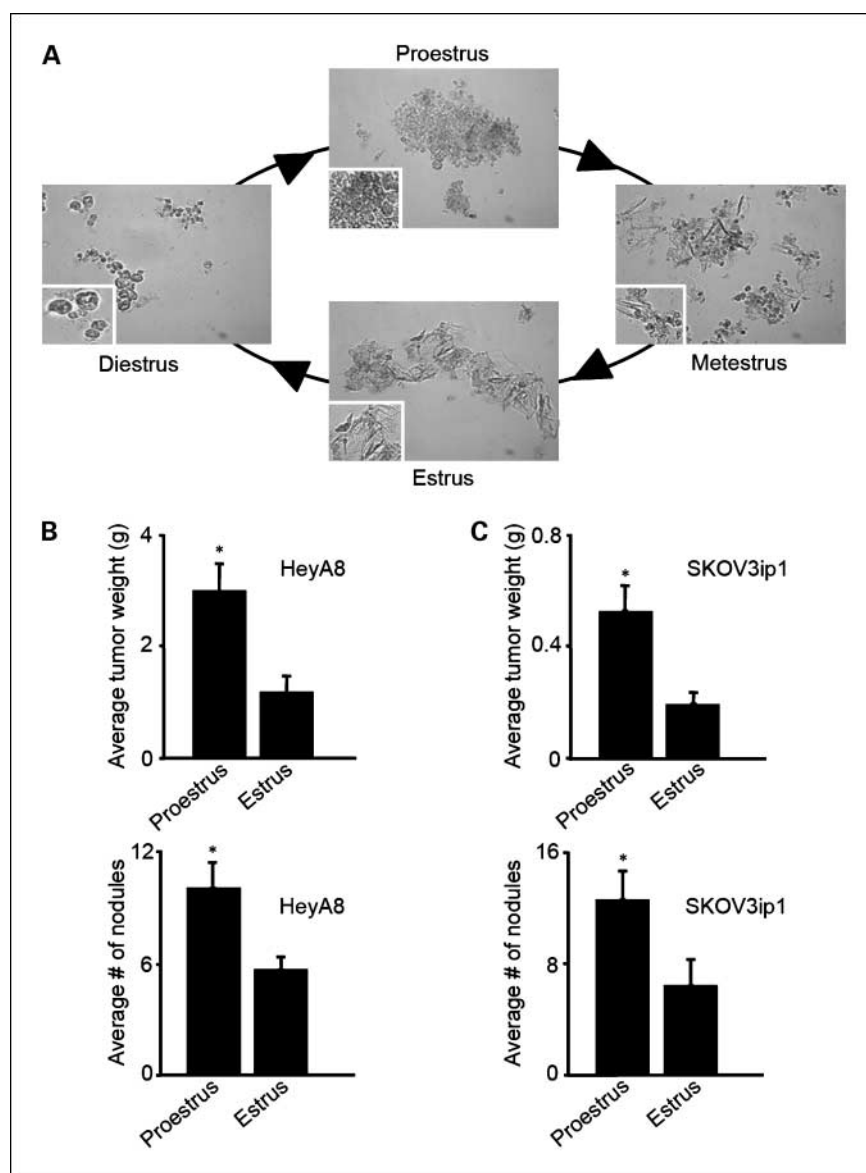 A
Proestrus
Diestrus
Metestrus
Estrus
B
Average tumor weight (g)
4
2
0
*
HeyA8
Proestrus
Estrus
C
Average tumor weight (g)
0.8
0.4
0
*
SKOV3ip1
Proestrus
Estrus
Average # of nodules
12
6
0
*
HeyA8
Proestrus
Estrus
Average # of nodules
16
8
0
*
SKOV3ip1
Proestrus
Estrus